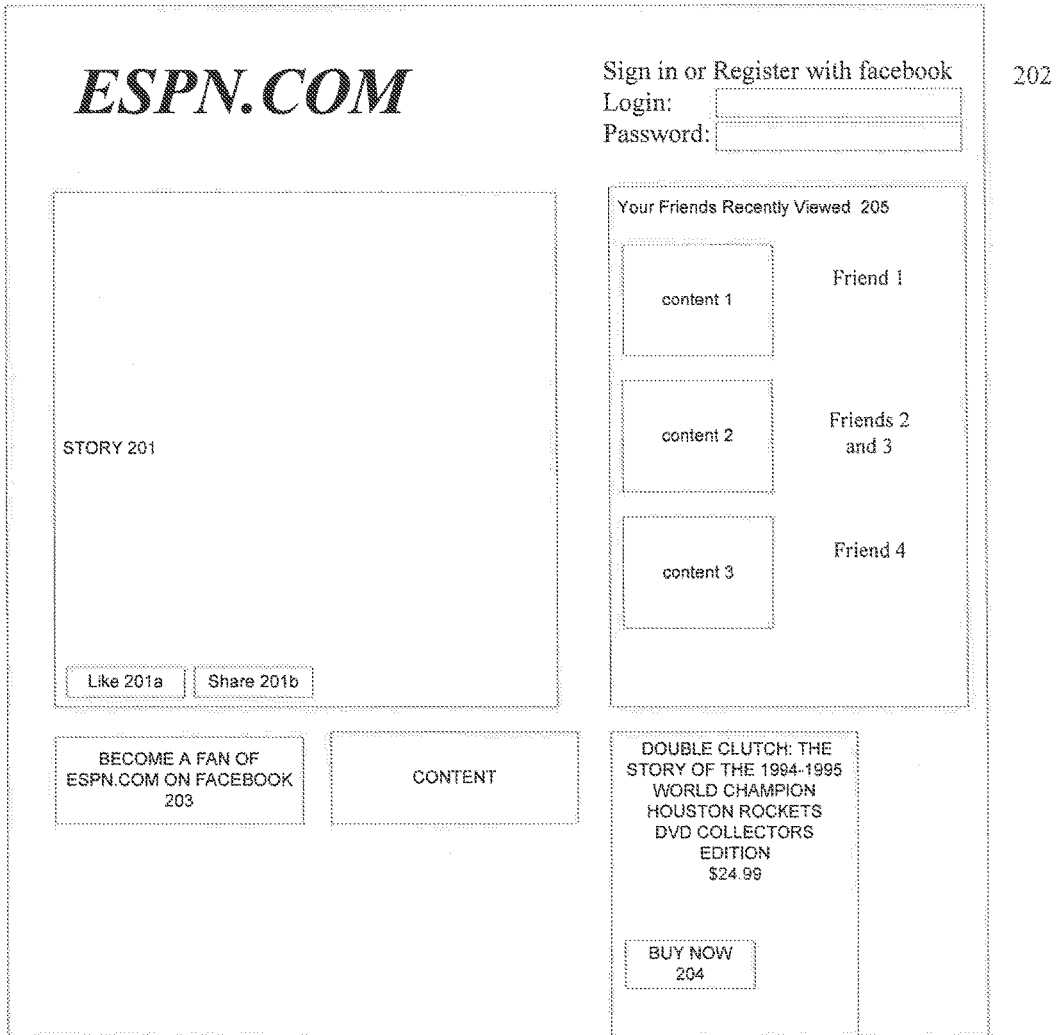 ESPN.COM
Sign in or Register with facebook
202
Login:
Password:
STORY 201
Like 201a
Share 201b
Your Friends Recently Viewed 205
content 1
Friend 1
content 2
Friends 2
and 3
content 3
Friend 4
BECOME A FAN OF
ESPN.COM ON FACEBOOK
203
CONTENT
DOUBLE CLUTCH: THE
STORY OF THE 1994-1995
WORLD CHAMPION
HOUSTON ROCKETS
DVD COLLECTORS
EDITION
$24.99
BUY NOW
204